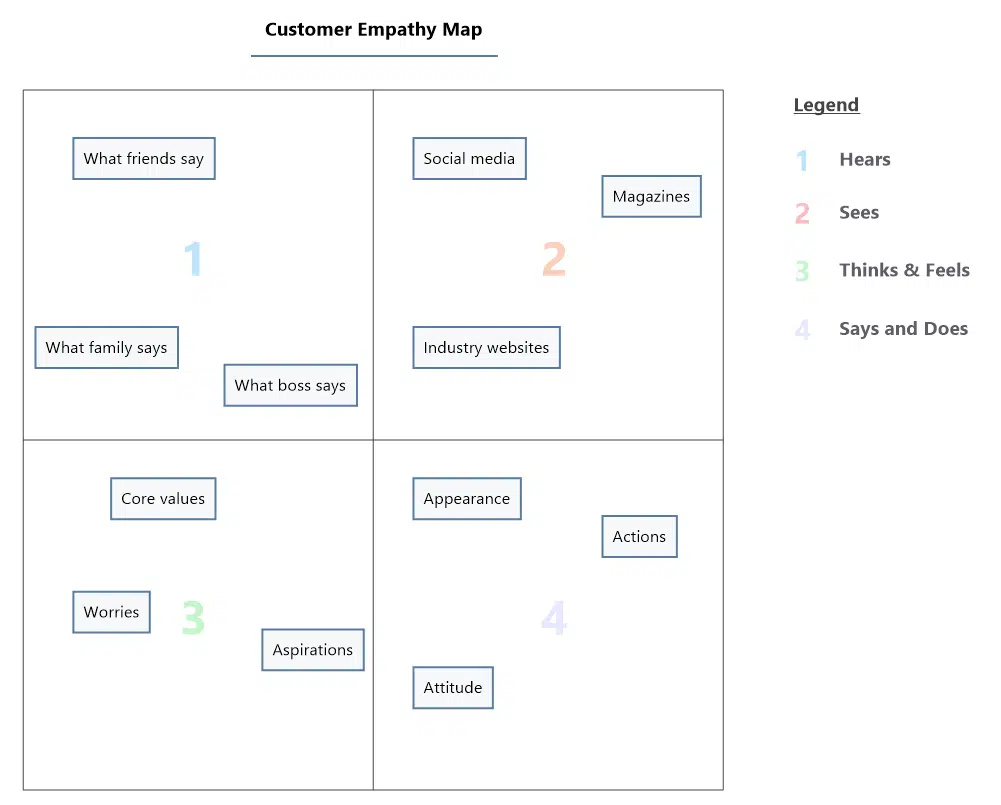 Customer Empathy Map
What friends say
1
What family says
What boss says
Social media
Magazines
2
Industry websites
Core values
Worries
3
Aspirations
Appearance
Actions
4
Attitude
Legend
1 Hears
2 Sees
3 Thinks & Feels
4 Says and Does